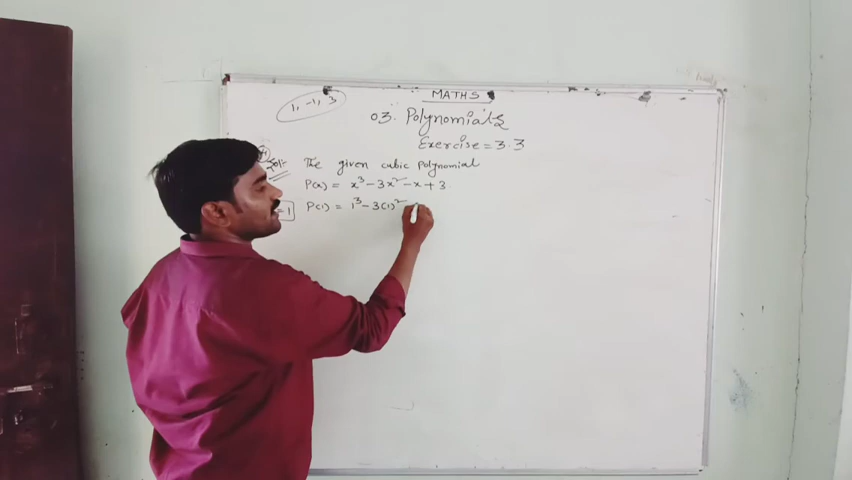 MATHS
1, -1, 3
03. Polynomials
Exercise = 3.3
The given cubic polynomial
P(x) = x³ - 3x² - x + 3
P(1) = 1³ - 3(1)²